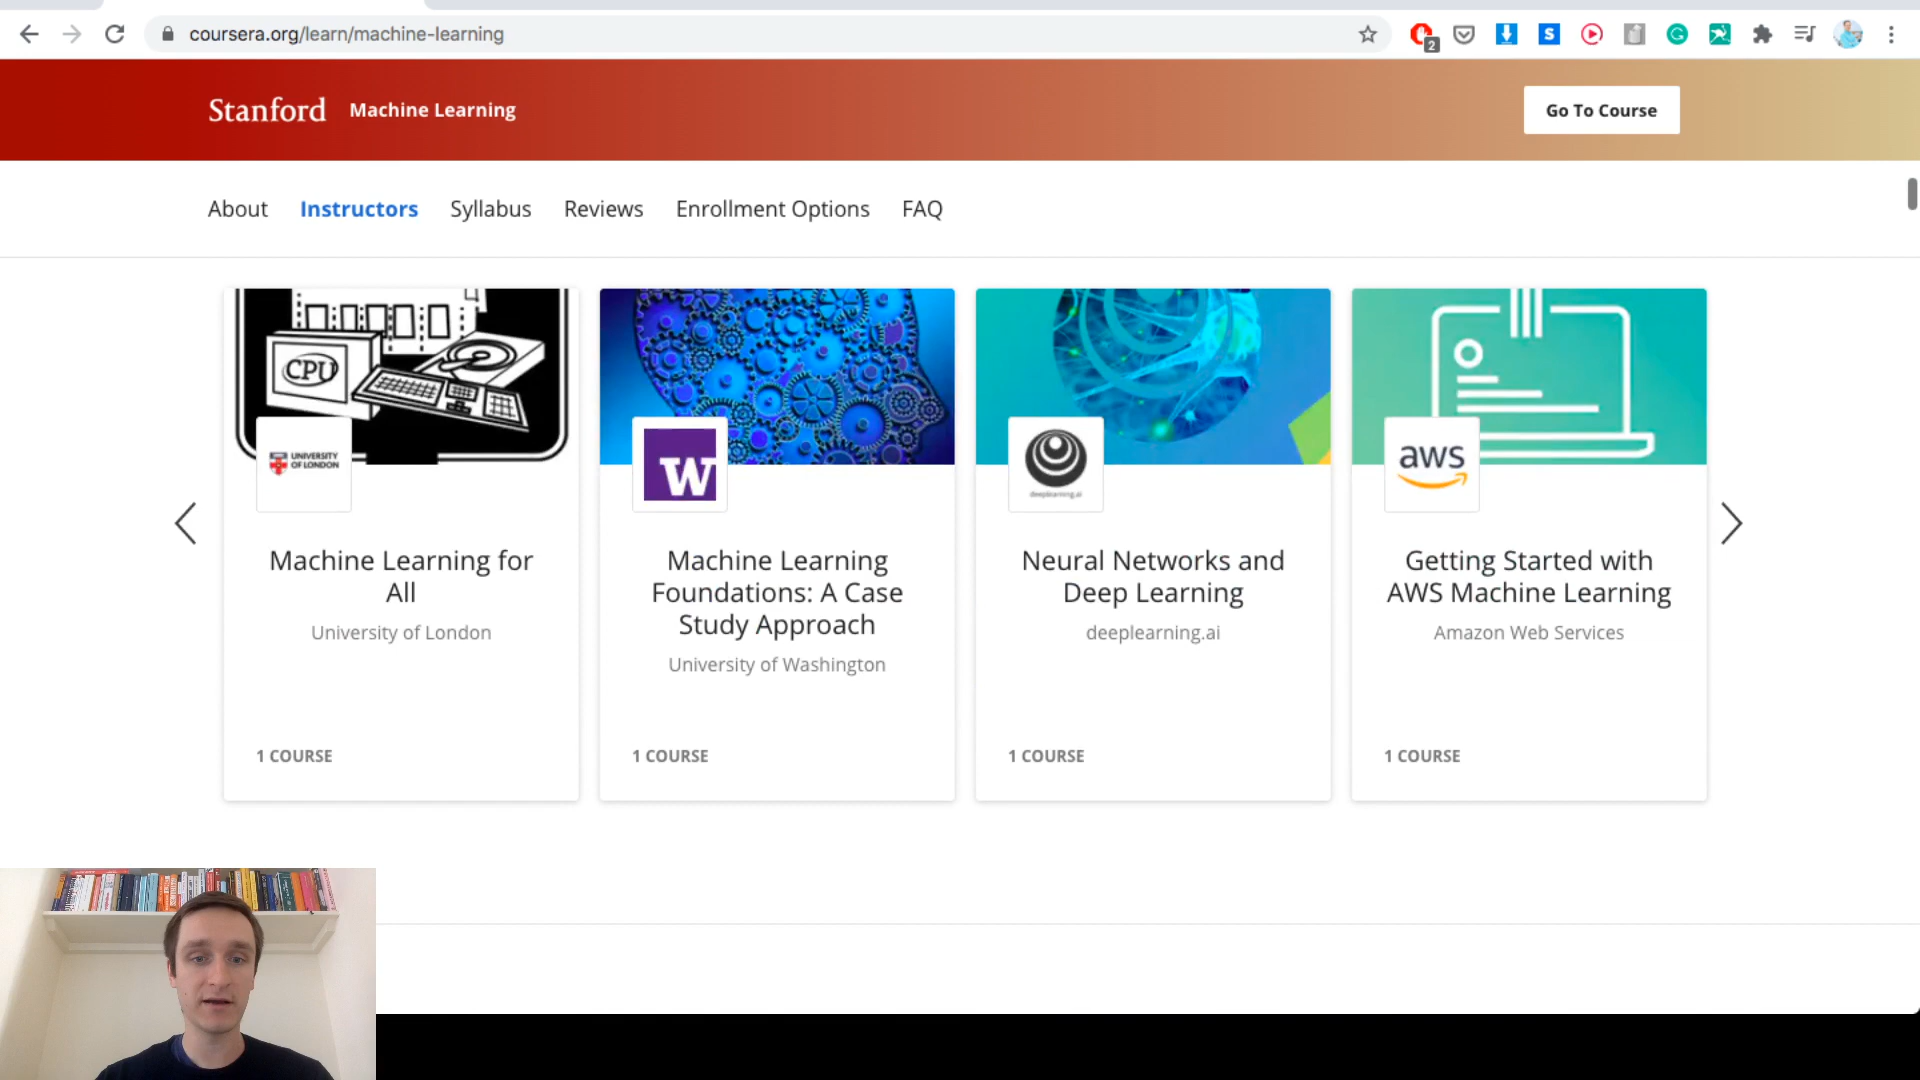 coursera.org/learn/machine-learning
2
S
G
Stanford Machine Learning
Go To Course
About Instructors Syllabus Reviews Enrollment Options FAQ
CPU
UNIVERSITY
OF LONDON
W
deeplearning.ai
aws
Machine Learning for
All
University of London
1 COURSE
Machine Learning
Foundations: A Case
Study Approach
University of Washington
1 COURSE
Neural Networks and
Deep Learning
deeplearning.ai
1 COURSE
Getting Started with
AWS Machine Learning
Amazon Web Services
1 COURSE